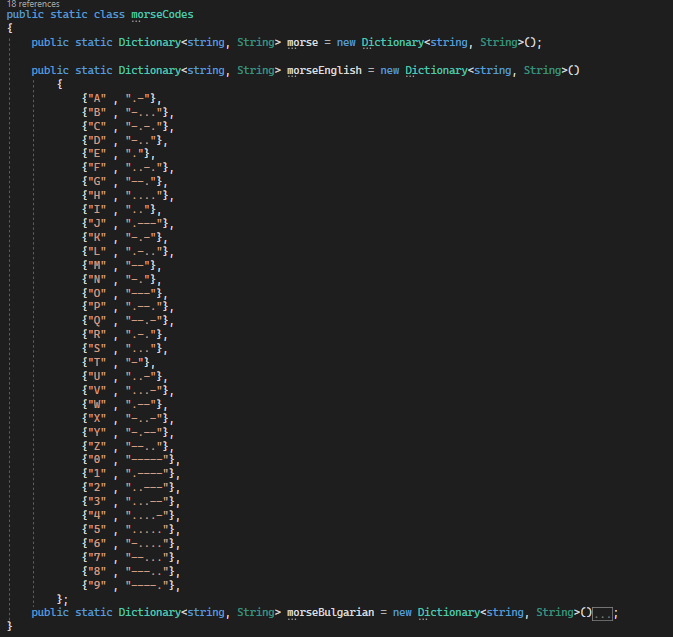 18 references
public static class morseCodes
{
public static Dictionary<string, String> morse = new Dictionary<string, String>();
public static Dictionary<string, String> morseEnglish = new Dictionary<string, String>()
{
{"A" , ".-"},
{"B" , "-..."},
{"C" , "-.-."},
{"D" , "-.."},
{"E" , "."},
{"F" , "..-."},
{"G" , "--."},
{"H" , "...."},
{"I" , ".."},
{"J" , ".---"},
{"K" , "-.-"},
{"L" , ".-.."},
{"M" , "--"},
{"N" , "-."},
{"O" , "---"},
{"P" , ".--."},
{"Q" , "--.-"},
{"R" , ".-."},
{"S" , "..."},
{"T" , "-"},
{"U" , "..-"},
{"V" , "...-"},
{"W" , ".--"},
{"X" , "-..-"},
{"Y" , "-.--"},
{"Z" , "--.."},
{"0" , "-----"},
{"1" , ".----"},
{"2" , "..---"},
{"3" , "...--"},
{"4" , "....-"},
{"5" , "....."},
{"6" , "-...."},
{"7" , "--..."},
{"8" , "---.."},
{"9" , "----."},
};
public static Dictionary<string, String> morseBulgarian = new Dictionary<string, String>()...;
}